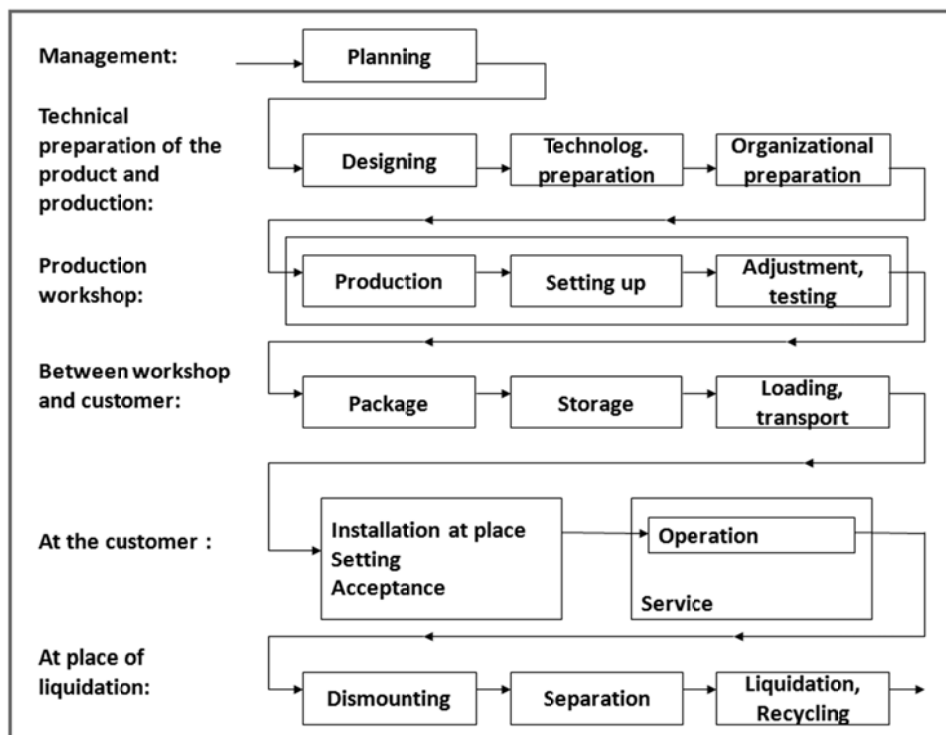 Management:
Planning
Technical
preparation of the
product and
production:
Designing
Technolog.
preparation
Organizational
preparation
Production
workshop:
Production
Setting up
Adjustment,
testing
Between workshop
and customer:
Package
Storage
Loading,
transport
At the customer :
Installation at place
Setting
Acceptance
Operation
Service
At place of
liquidation:
Dismounting
Separation
Liquidation,
Recycling